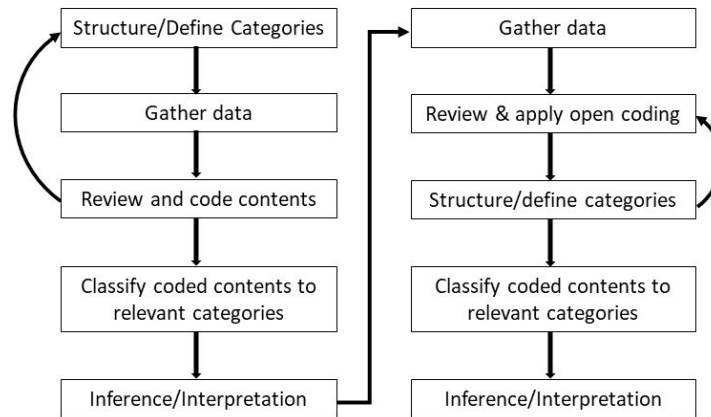 Structure/Define Categories
Gather data
Review and code contents
Classify coded contents to
relevant categories
Inference/Interpretation
Gather data
Review & apply open coding
Structure/define categories
Classify coded contents to
relevant categories
Inference/Interpretation